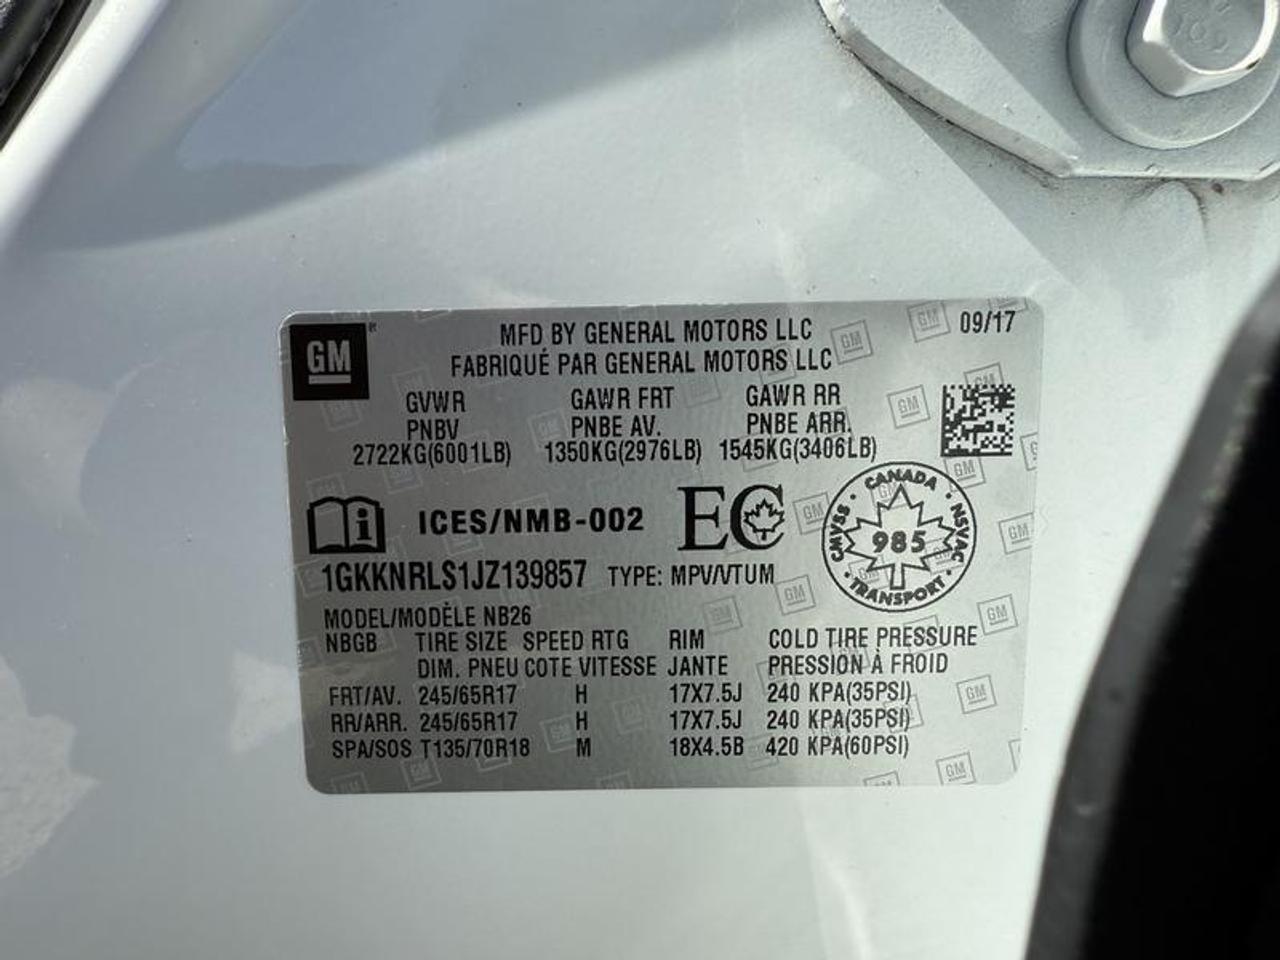 GM
MFD BY GENERAL MOTORS LLC
09/17
FABRIQUÉ PAR GENERAL MOTORS LLC
GVWR GAWR FRT GAWR RR
PNBV PNBE AV. PNBE ARR.
2722KG(6001LB) 1350KG(2976LB) 1545KG(3406LB)
ICES/NMB-002 EC
CANADA
CMVSS 985 NSVAC
TRANSPORT
1GKKNRLS1JZ139857 TYPE: MPV/VTUM
MODEL/MODÈLE NB26
NBGB TIRE SIZE SPEED RTG RIM COLD TIRE PRESSURE
DIM. PNEU COTE VITESSE JANTE PRESSION À FROID
FRT/AV. 245/65R17 H 17X7.5J 240 KPA(35PSI)
RR/ARR. 245/65R17 H 17X7.5J 240 KPA(35PSI)
SPA/SOS T135/70R18 M 18X4.5B 420 KPA(60PSI)